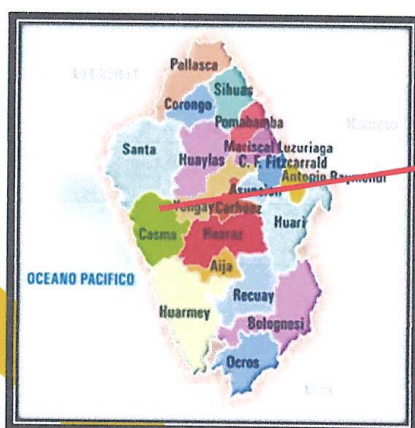 Pallasca
Sihuas
Corongo
Pomabamba
Santa
Mariscal Luzuriaga
Huaylas
C. F. Fitzcarrald
Antonio Raymondi
Asunción
Yungay
Carhuaz
Huari
Casma
Huaraz
Aija
OCEANO PACIFICO
Recuay
Huarmey
Bolognesi
Ocros